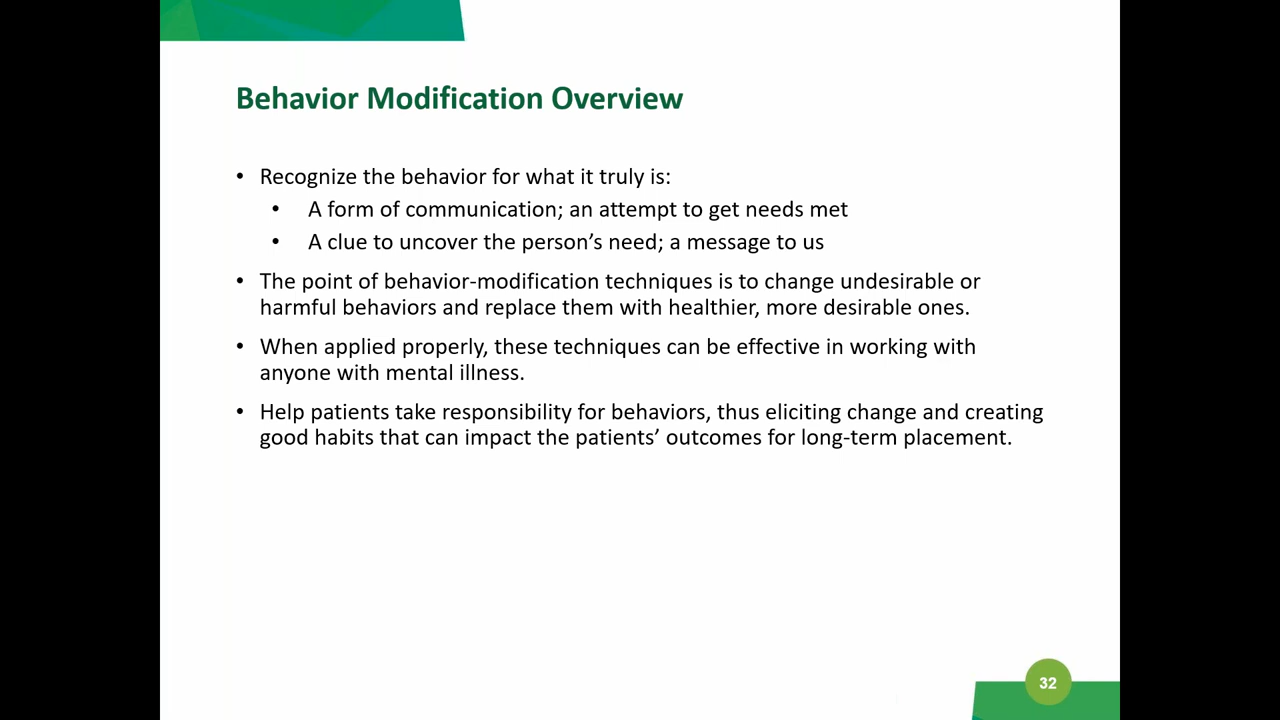 Behavior Modification Overview
• Recognize the behavior for what it truly is:
• A form of communication; an attempt to get needs met
• A clue to uncover the person’s need; a message to us
• The point of behavior-modification techniques is to change undesirable or
harmful behaviors and replace them with healthier, more desirable ones.
• When applied properly, these techniques can be effective in working with
anyone with mental illness.
• Help patients take responsibility for behaviors, thus eliciting change and creating
good habits that can impact the patients’ outcomes for long-term placement.
32